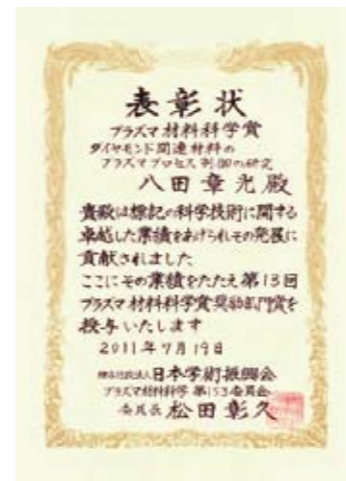 表彰状
プラズマ材料科学賞
ダイヤモンド関連材料の
プラズマプロセス制御の研究
八田章光殿
貴殿は標記の科学技術に関する
卓越した業績をあげられその発展に
貢献されました
ここにその業績をたたえ第13回
プラズマ材料科学賞奨励部門賞を
授与いたします
2011年7月19日
独立行政法人日本学術振興会
プラズマ材料科学第153委員会
委員長松田彰久